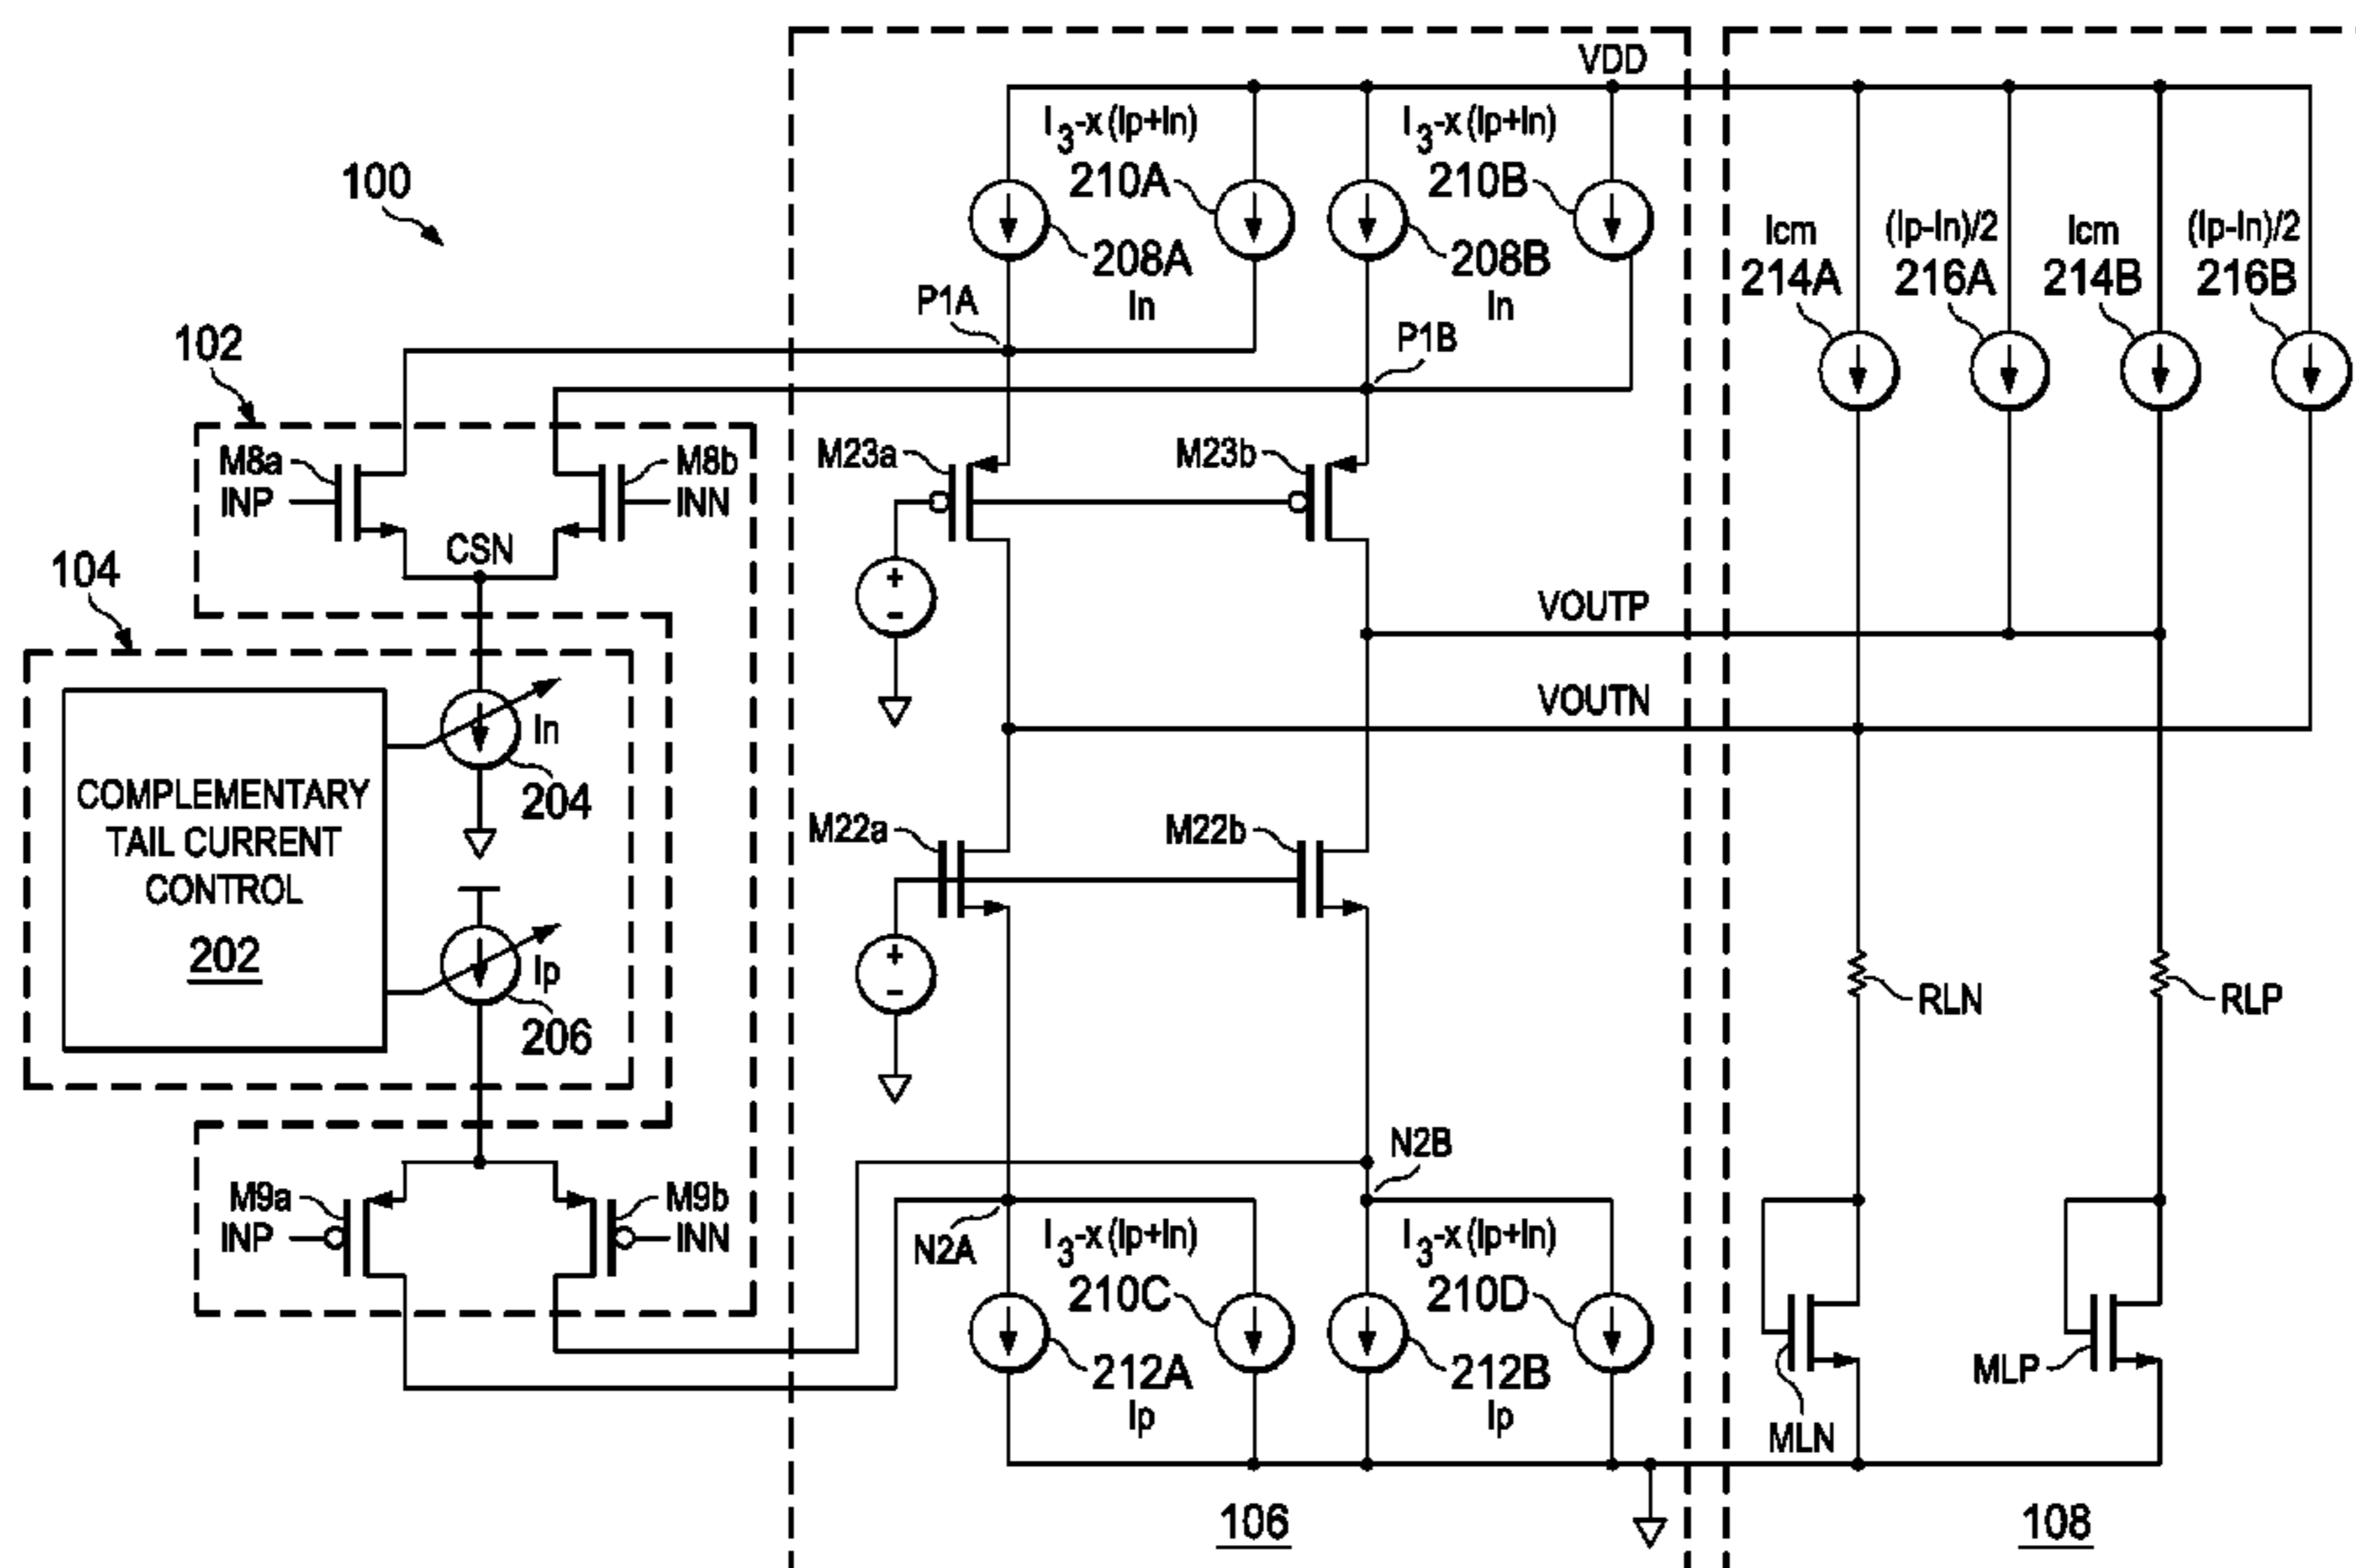 100
102
M8a
INP
M8b
INN
CSN
104
COMPLEMENTARY
TAIL CURRENT
CONTROL
202
In
204
Ip
206
M9a
INP
M9b
INN
VDD
I3-x(Ip+In)
210A
I3-x(Ip+In)
210B
208A
In
208B
In
P1A
P1B
M23a
M23b
+
-
VOUTP
VOUTN
M22a
M22b
+
-
N2B
N2A
I3-x(Ip+In)
210C
I3-x(Ip+In)
210D
212A
Ip
212B
Ip
106
Icm
214A
(Ip-In)/2
216A
Icm
214B
(Ip-In)/2
216B
RLN
RLP
MLN
MLP
108